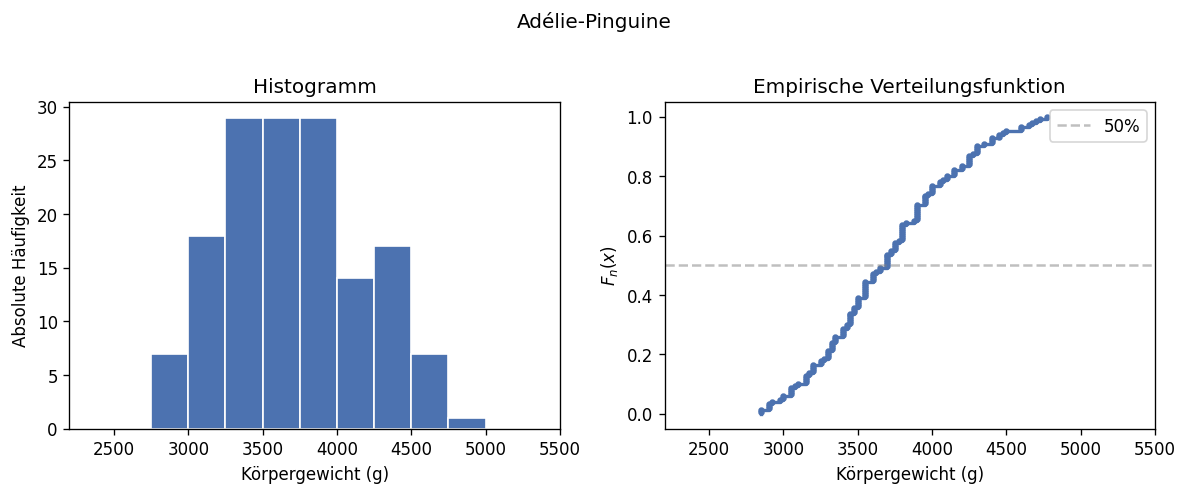 Adélie-Pinguine
Histogramm
Absolute Häufigkeit
30
25
20
15
10
5
0
2500 3000 3500 4000 4500 5000 5500
Körpergewicht (g)
Empirische Verteilungsfunktion
50%
Fn(x)
1.0
0.8
0.6
0.4
0.2
0.0
2500 3000 3500 4000 4500 5000 5500
Körpergewicht (g)